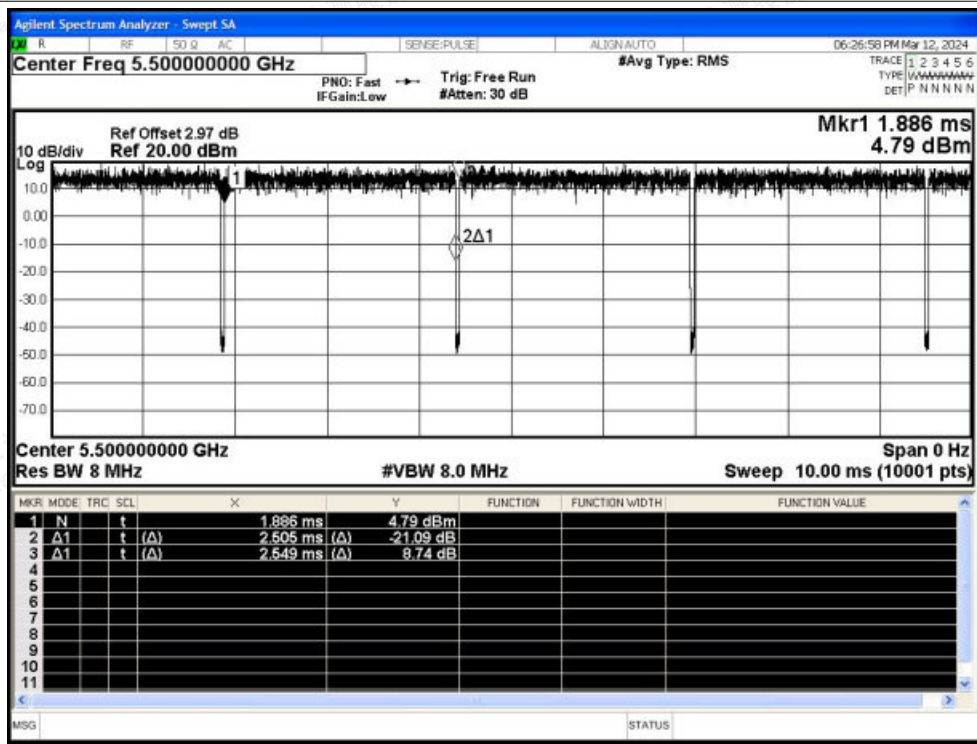 Agilent Spectrum Analyzer - Swept SA
LXI R RF 50 Ω AC SENSE:PULSE ALIGNAUTO 06:26:58 PM Mar 12, 2024
Center Freq 5.500000000 GHz #Avg Type: RMS TRACE 1 2 3 4 5 6
PNO: Fast Trig: Free Run TYPE
IFGain:Low #Atten: 30 dB DET P N N N N N
Mkr1 1.886 ms
Ref Offset 2.97 dB
10 dB/div Ref 20.00 dBm 4.79 dBm
Log
1
10.0
0.00
2Δ1
-10.0
-20.0
-30.0
-40.0
-50.0
-60.0
-70.0
Center 5.500000000 GHz Span 0 Hz
Res BW 8 MHz #VBW 8.0 MHz Sweep 10.00 ms (10001 pts)
MKR MODE TRC SCL X Y FUNCTION FUNCTION WIDTH FUNCTION VALUE
1 N t 1.886 ms 4.79 dBm
2 Δ1 t (Δ) 2.505 ms (Δ) -21.09 dB
3 Δ1 t (Δ) 2.549 ms (Δ) 8.74 dB
4
5
6
7
8
9
10
11
MSG STATUS